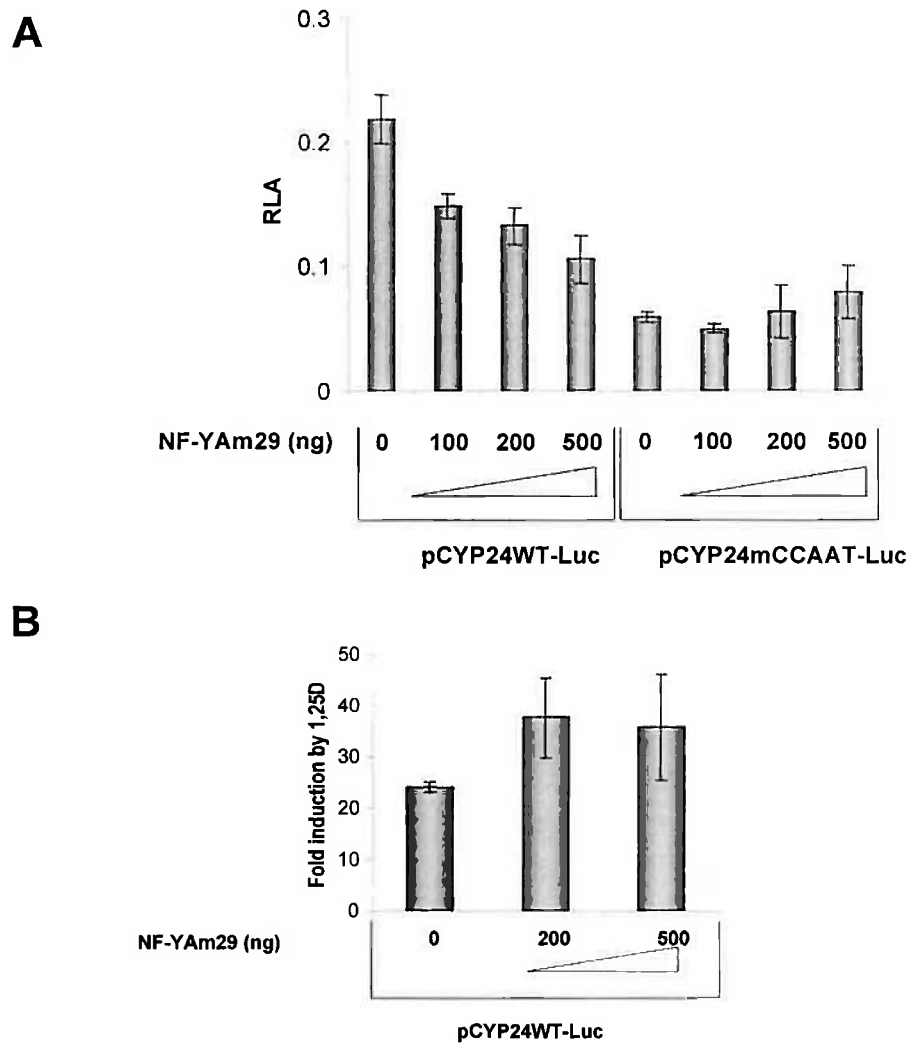 A
0.3
0.2
0.1
0
RLA
NF-YAm29 (ng) 0 100 200 500 0 100 200 500
pCYP24WT-Luc pCYP24mCCAAT-Luc
B
50
40
30
20
10
0
Fold induction by 1,25D
NF-YAm29 (ng) 0 200 500
pCYP24WT-Luc